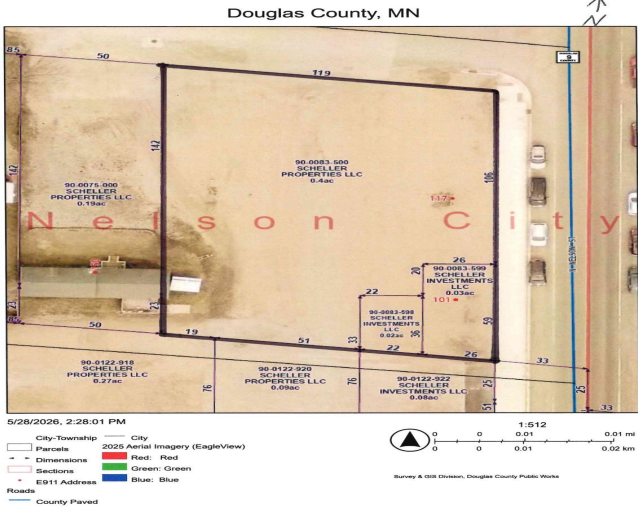 Douglas County, MN
N
85
50
119
9
142
142
106
90-0083-500
SCHELLER
PROPERTIES LLC
0.4ac
90-0075-000
SCHELLER
PROPERTIES LLC
0.19ac
117
Nelson City
26
20
90-0083-599
SCHELLER
INVESTMENTS
LLC
0.03ac
101
22
90-0083-598
SCHELLER
INVESTMENTS
LLC
0.02ac
23
23
33
36
59
50
19
51
22
26
33
90-0122-918
SCHELLER
PROPERTIES LLC
0.27ac
76
90-0122-920
SCHELLER
PROPERTIES LLC
0.09ac
76
90-0122-922
SCHELLER
INVESTMENTS LLC
0.08ac
25
25
51
33
5/28/2026, 2:28:01 PM
City-Township
Parcels
Dimensions
Sections
E911 Address
Roads
County Paved
City
2025 Aerial Imagery (EagleView)
Red: Red
Green: Green
Blue: Blue
1:512
0 0 0.01 0.01 mi
0 0 0.01 0.02 km
Survey & GIS Division, Douglas County Public Works